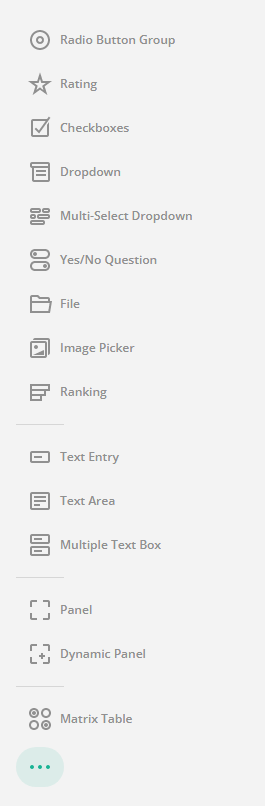 Radio Button Group
Rating
Checkboxes
Dropdown
Multi-Select Dropdown
Yes/No Question
File
Image Picker
Ranking
Text Entry
Text Area
Multiple Text Box
Panel
Dynamic Panel
Matrix Table